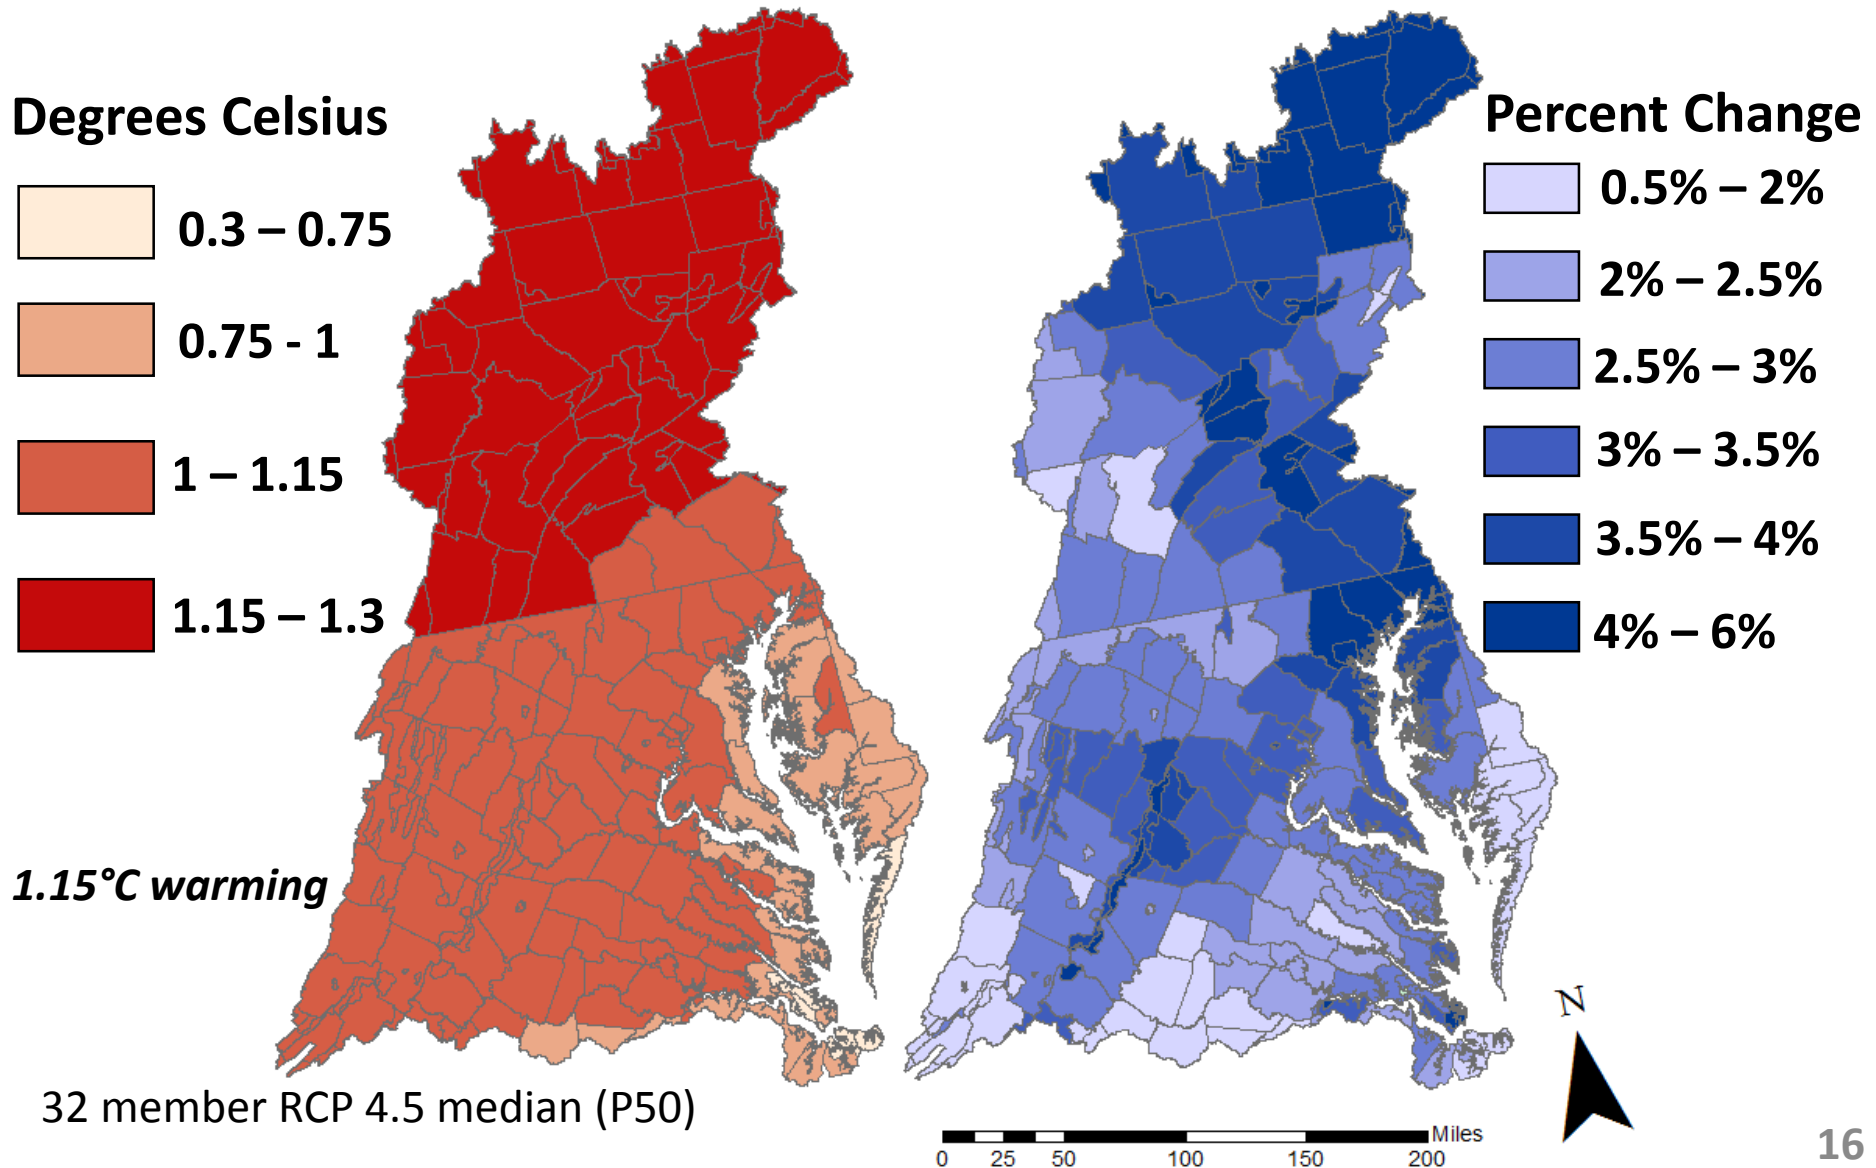 Degrees Celsius
0.3 – 0.75
0.75 - 1
1 – 1.15
1.15 – 1.3
1.15°C warming
32 member RCP 4.5 median (P50)
Percent Change
0.5% – 2%
2% – 2.5%
2.5% – 3%
3% – 3.5%
3.5% – 4%
4% – 6%
N
Miles
0 25 50 100 150 200
16